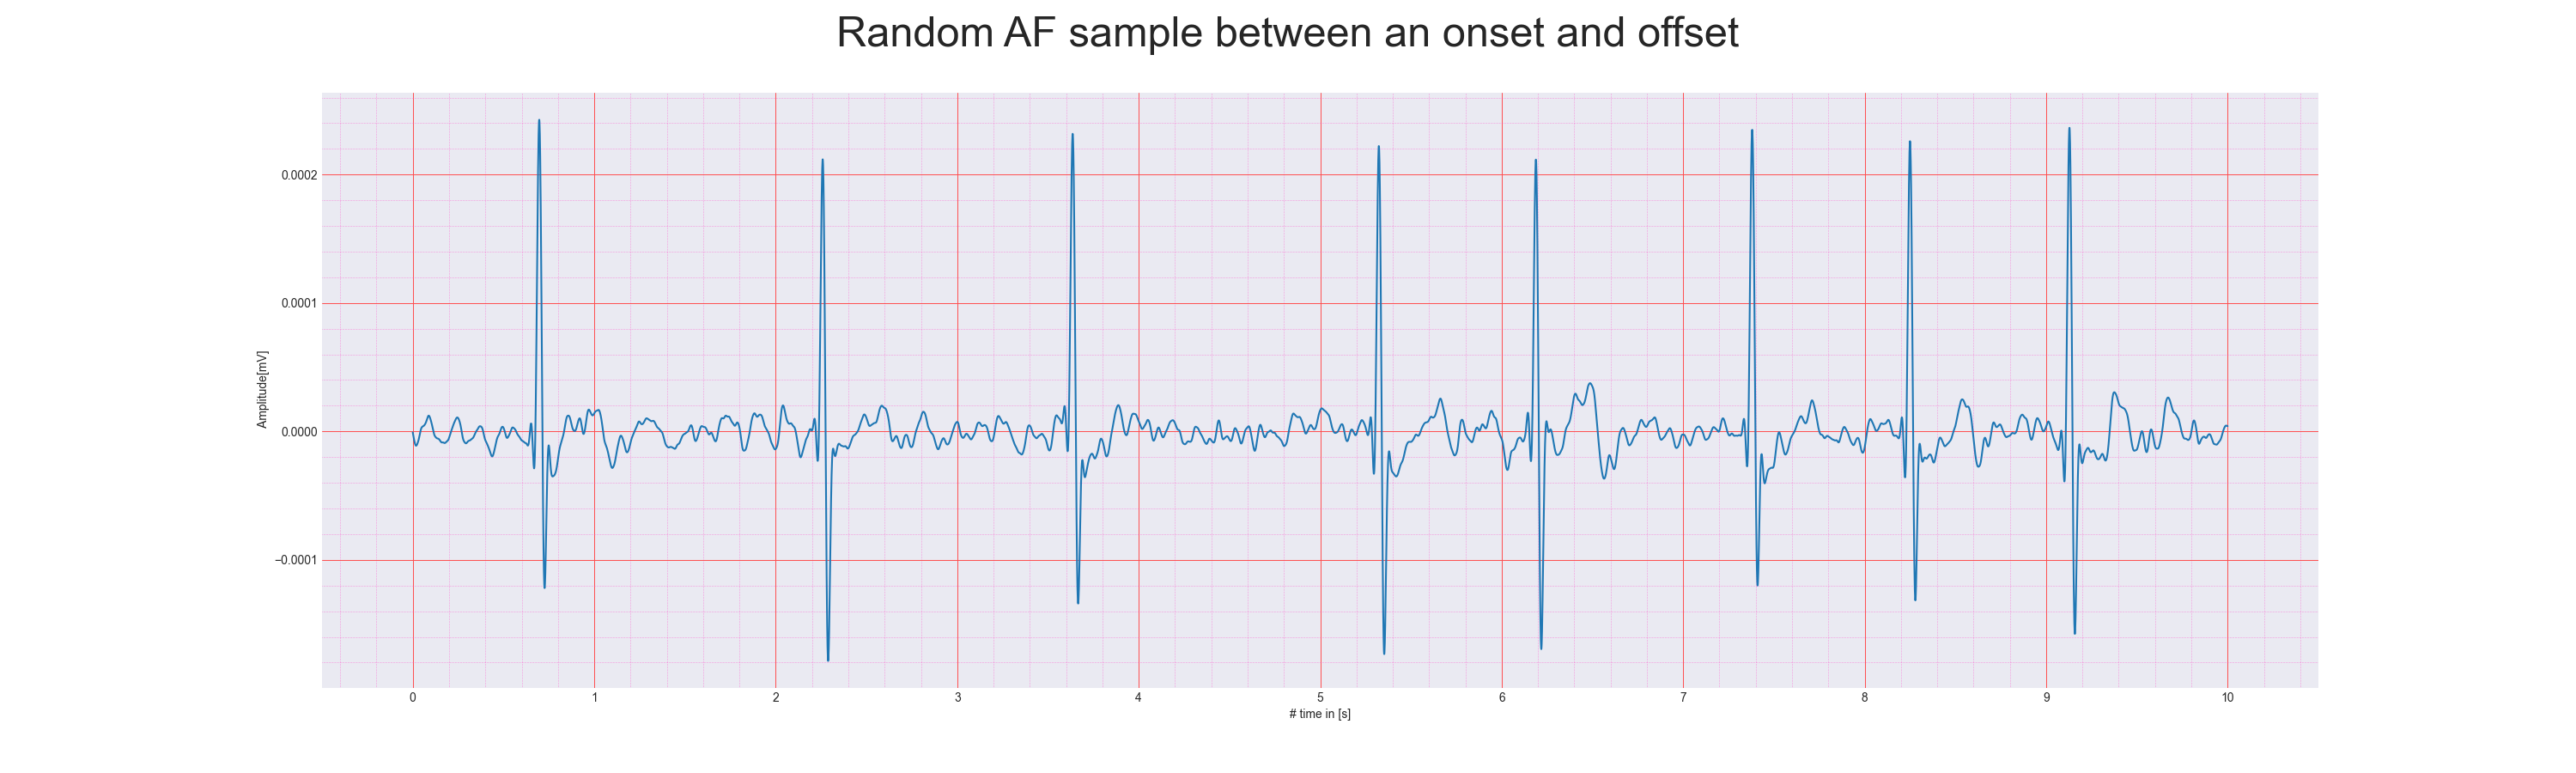 Random AF sample between an onset and offset
0.0002
0.0001
0.0000
−0.0001
Amplitude[mV]
0 1 2 3 4 5 6 7 8 9 10
# time in [s]